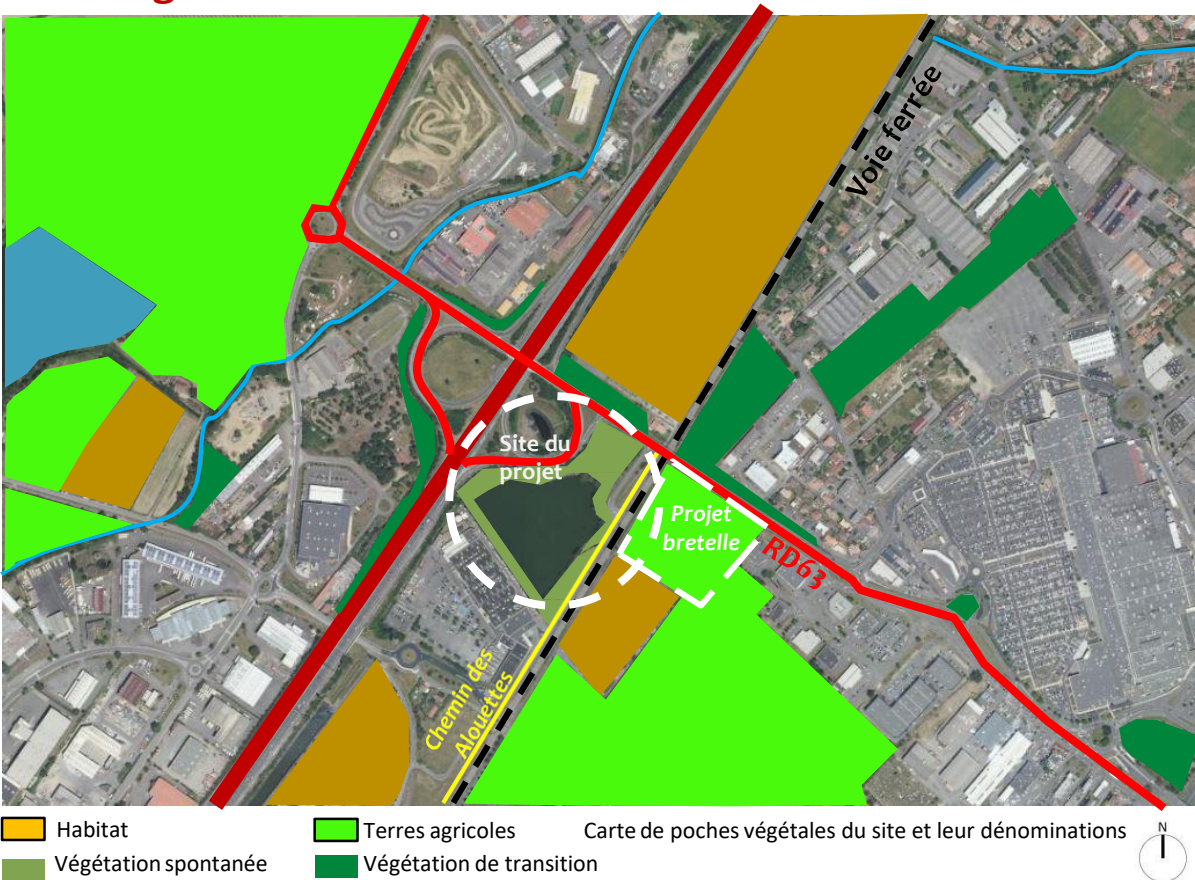 Voie ferrée
Site du
projet
Projet
bretelle
RD63
Chemin des
Alouettes
Habitat
Terres agricoles
Carte de poches végétales du site et leur dénominations
N
Végétation spontanée
Végétation de transition